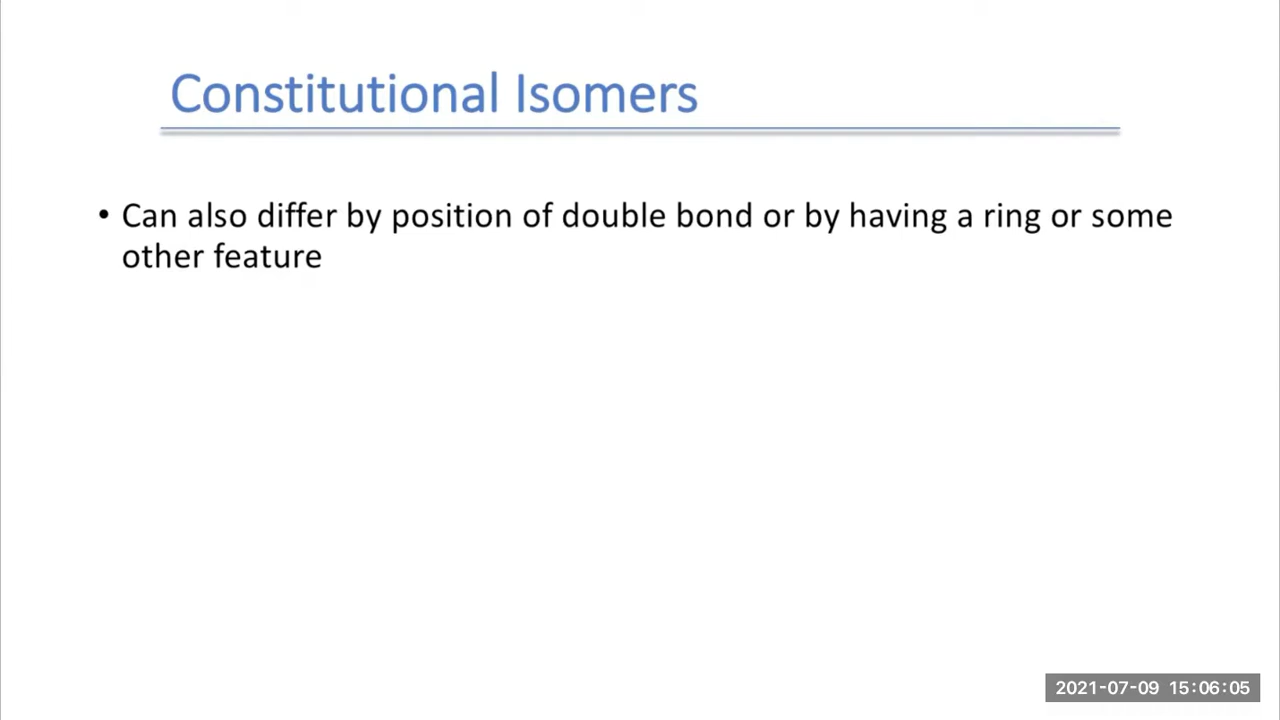 Constitutional Isomers
• Can also differ by position of double bond or by having a ring or some
other feature
2021-07-09 15:06:05